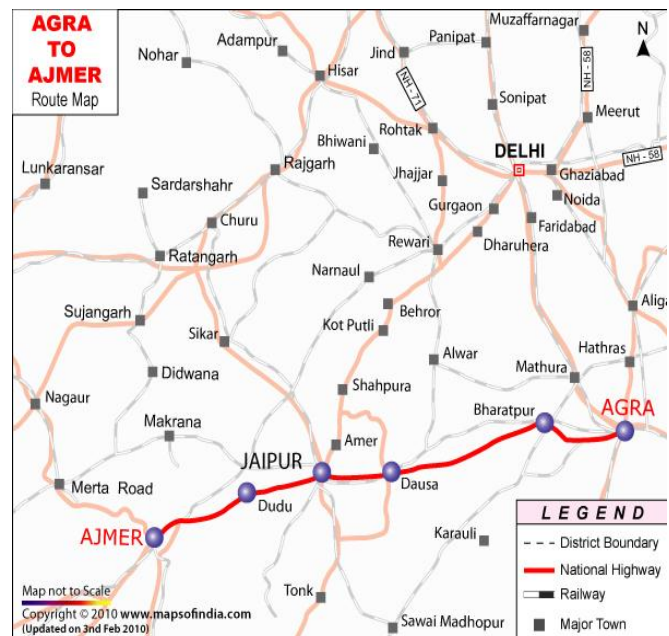 AGRA
TO
AJMER
Route Map
N
Muzaffarnagar
Adampur
Jind
Panipat
Nohar
Hisar
NH - 71
NH - 58
Sonipat
Meerut
Rohtak
Bhiwani
DELHI
NH - 58
Lunkaransar
Rajgarh
Ghaziabad
Sardarshahr
Jhajjar
Noida
Gurgaon
Churu
Faridabad
Rewari
Dharuhera
Ratangarh
Narnaul
Sujangarh
Behror
Aliga
Sikar
Kot Putli
Alwar
Hathras
Didwana
Mathura
Nagaur
Shahpura
Bharatpur
AGRA
Makrana
Amer
JAIPUR
Merta Road
Dausa
Dudu
LEGEND
AJMER
Karauli
District Boundary
National Highway
Map not to Scale
Railway
Copyright © 2010 www.mapsofindia.com
Tonk
Major Town
(Updated on 3nd Feb 2010)
Sawai Madhopur